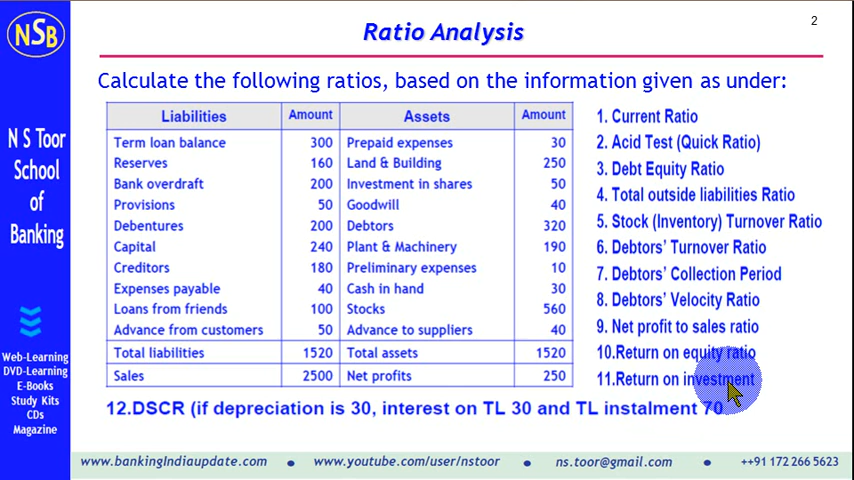 2
NSB
Ratio Analysis
N S Toor
School
of
Banking
Web-Learning
DVD-Learning
E-Books
Study Kits
CDs
Magazine
Calculate the following ratios, based on the information given as under:
Liabilities Amount Assets Amount
Term loan balance 300 Prepaid expenses 30
Reserves 160 Land & Building 250
Bank overdraft 200 Investment in shares 50
Provisions 50 Goodwill 40
Debentures 200 Debtors 320
Capital 240 Plant & Machinery 190
Creditors 180 Preliminary expenses 10
Expenses payable 40 Cash in hand 30
Loans from friends 100 Stocks 560
Advance from customers 50 Advance to suppliers 40
Total liabilities 1520 Total assets 1520
Sales 2500 Net profits 250
1. Current Ratio
2. Acid Test (Quick Ratio)
3. Debt Equity Ratio
4. Total outside liabilities Ratio
5. Stock (Inventory) Turnover Ratio
6. Debtors' Turnover Ratio
7. Debtors' Collection Period
8. Debtors' Velocity Ratio
9. Net profit to sales ratio
10.Return on equity ratio
11.Return on investment
12.DSCR (if depreciation is 30, interest on TL 30 and TL instalment 70
www.bankingIndiaupdate.com ● www.youtube.com/user/nstoor ● ns.toor@gmail.com ● ++91 172 266 5623